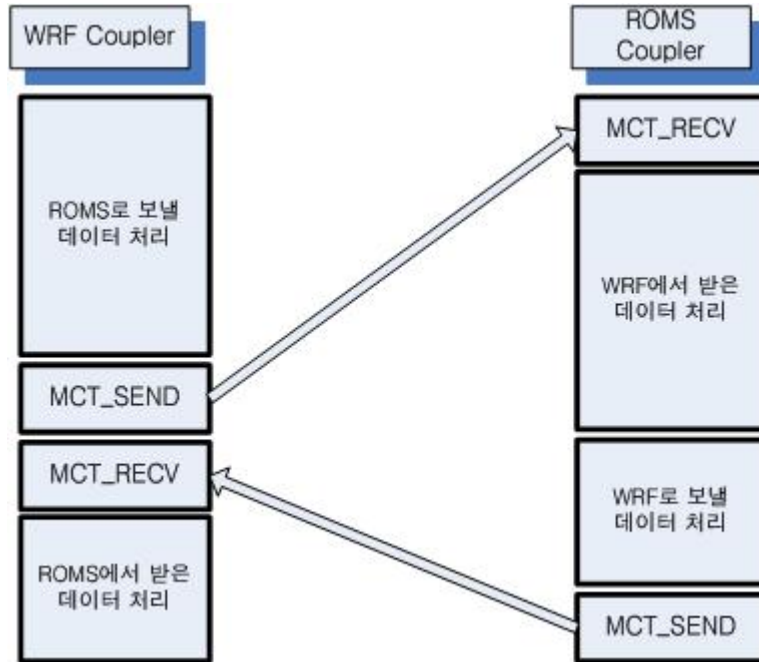 WRF Coupler
ROMS로 보낼
데이터 처리
MCT_SEND
MCT_RECV
ROMS에서 받은
데이터 처리
ROMS
Coupler
MCT_RECV
WRF에서 받은
데이터 처리
WRF로 보낼
데이터 처리
MCT_SEND